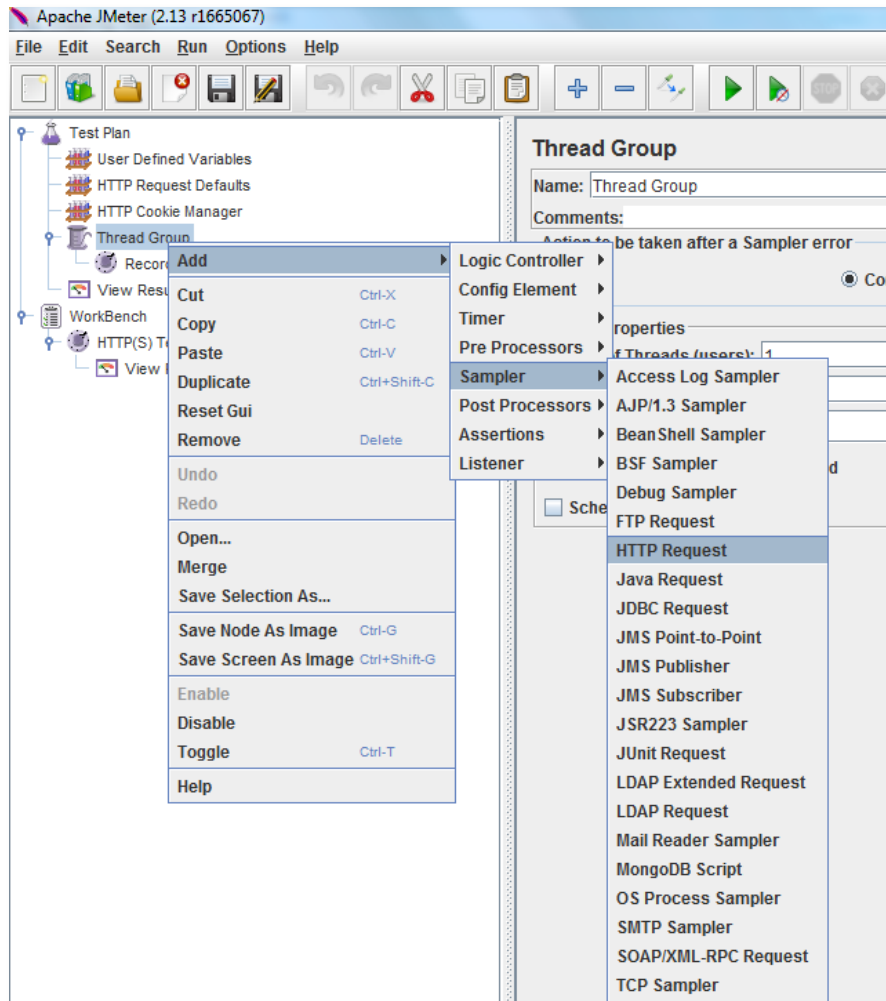 Apache JMeter (2.13 r1665067)
File Edit Search Run Options Help
STOP
Test Plan
User Defined Variables
HTTP Request Defaults
HTTP Cookie Manager
Thread Group
View
WorkBench
HTTP(S)
View
Add
Cut Ctrl-X
Copy Ctrl-C
Paste Ctrl-V
Duplicate Ctrl+Shift-C
Reset Gui
Remove Delete
Undo
Redo
Open...
Merge
Save Selection As...
Save Node As Image Ctrl-G
Save Screen As Image Ctrl+Shift-G
Enable
Disable
Toggle Ctrl-T
Help
Logic Controller
Config Element
Timer
Pre Processors
Sampler
Post Processors
Assertions
Listener
Access Log Sampler
AJP/1.3 Sampler
BeanShell Sampler
BSF Sampler
Debug Sampler
FTP Request
HTTP Request
Java Request
JDBC Request
JMS Point-to-Point
JMS Publisher
JMS Subscriber
JSR223 Sampler
JUnit Request
LDAP Extended Request
LDAP Request
Mail Reader Sampler
MongoDB Script
OS Process Sampler
SMTP Sampler
SOAP/XML-RPC Request
TCP Sampler
Thread Group
Name: Thread Group
Comments:
Action to be taken after a Sampler error
Threads (users): 1